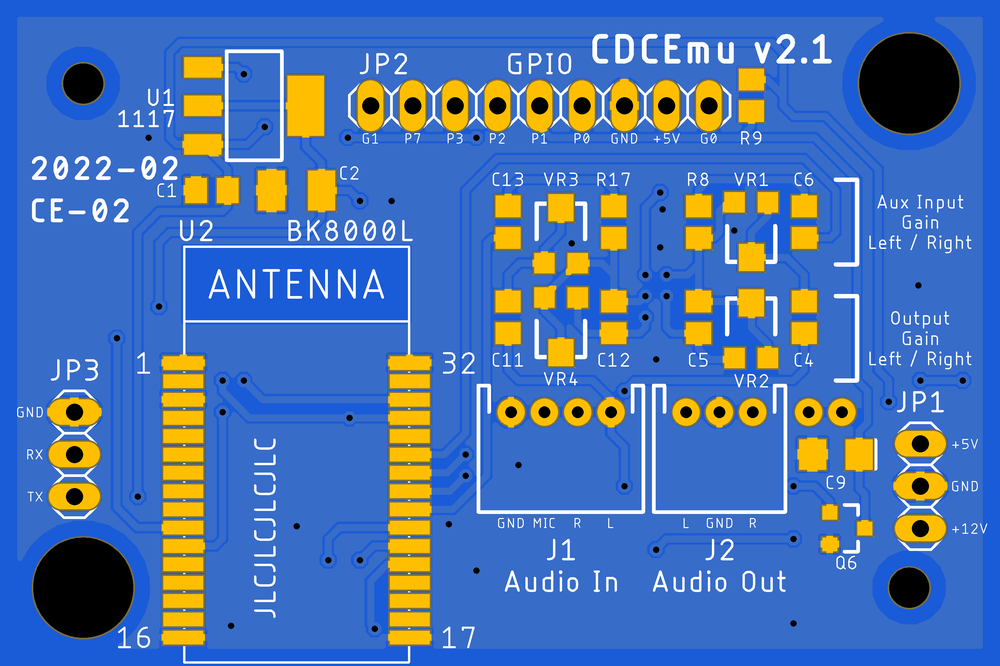 CDCEmu v2.1
JP2
GPIO
U1
1117
G1
P7
P3
P2
P1
P0
GND
+5V
G0
R9
2022-02
CE-02
C1
C2
U2
BK8000L
ANTENNA
C13
VR3
R17
R8
VR1
C6
Aux Input
Gain
Left / Right
Output
Gain
Left / Right
C11
VR4
C12
C5
VR2
C4
1
32
JP3
GND
RX
TX
JLCJLCJLCJLC
16
17
GND
MIC
R
L
J1
Audio In
L
GND
R
J2
Audio Out
C9
Q6
JP1
+5V
GND
+12V